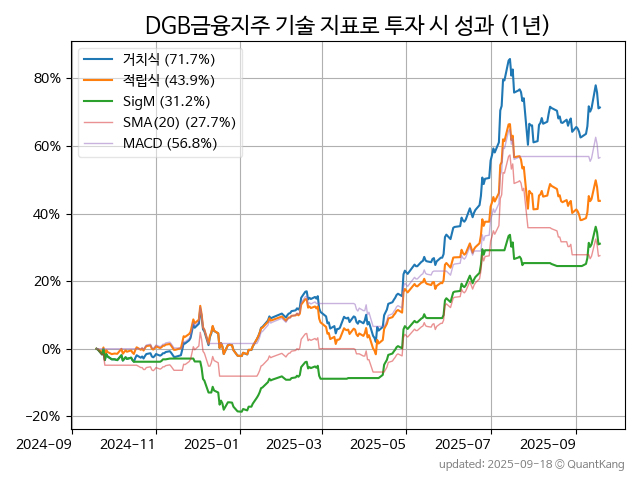 DGB금융지주 기술 지표로 투자 시 성과 (1년)
거치식 (71.7%)
적립식 (43.9%)
SigM (31.2%)
SMA(20) (27.7%)
MACD (56.8%)
80%
60%
40%
20%
0%
−20%
2024-09 2024-11 2025-01 2025-03 2025-05 2025-07 2025-09
updated: 2025-09-18 © QuantKang